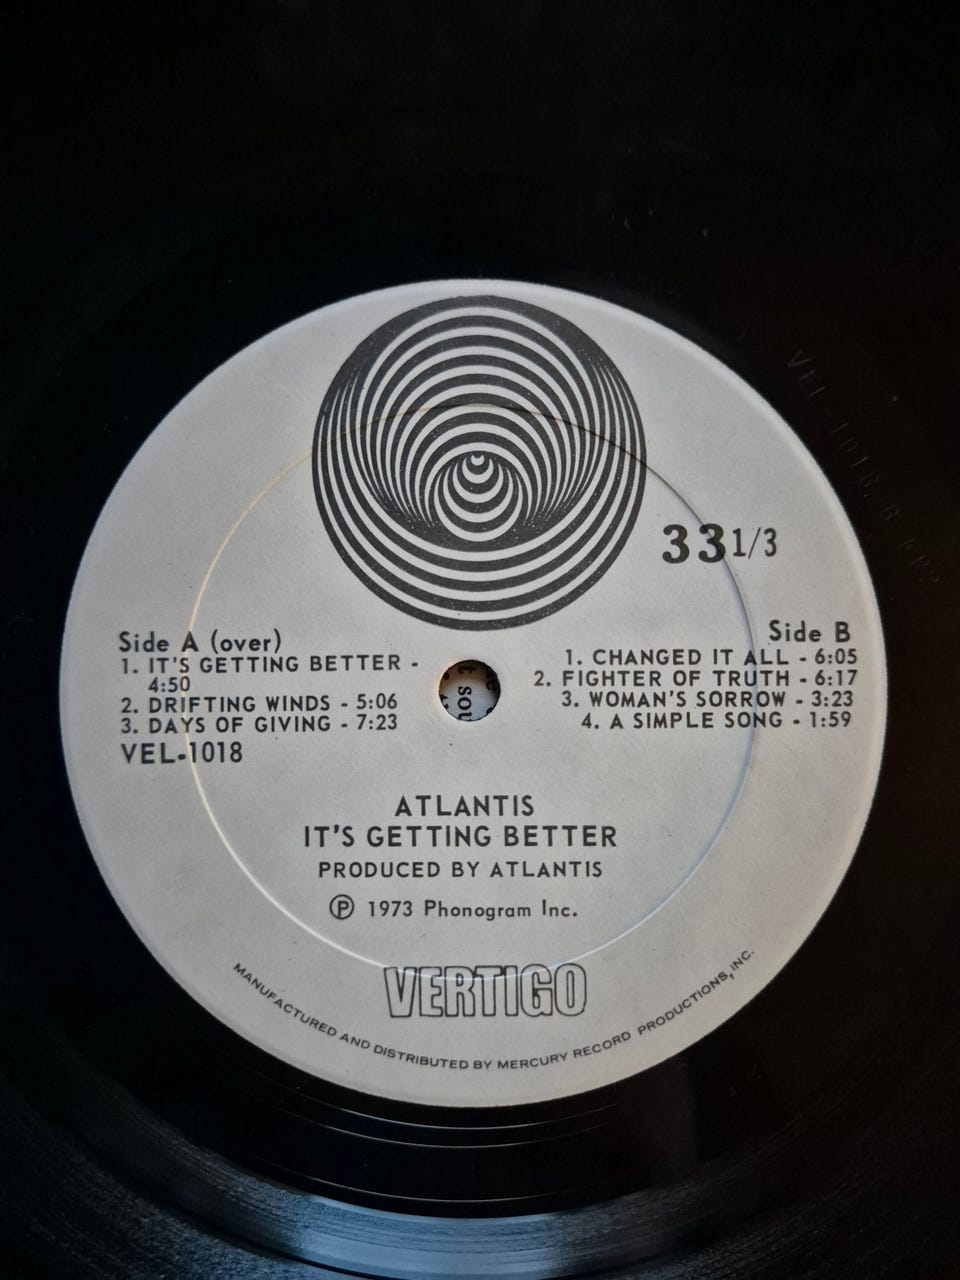 33 1/3
Side A (over)
1. IT'S GETTING BETTER -
4:50
2. DRIFTING WINDS - 5:06
3. DAYS OF GIVING - 7:23
VEL-1018
Side B
1. CHANGED IT ALL - 6:05
2. FIGHTER OF TRUTH - 6:17
3. WOMAN'S SORROW - 3:23
4. A SIMPLE SONG - 1:59
ATLANTIS
IT'S GETTING BETTER
PRODUCED BY ATLANTIS
Ⓟ 1973 Phonogram Inc.
VERTIGO
MANUFACTURED AND DISTRIBUTED BY MERCURY RECORD PRODUCTIONS, INC.
VEL-1018 B